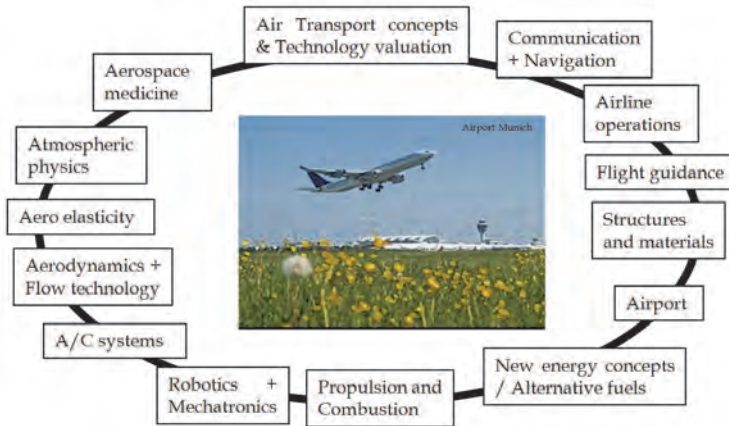 Air Transport concepts
& Technology valuation
Communication
+ Navigation
Airline
operations
Flight guidance
Structures
and materials
Airport
New energy concepts
/ Alternative fuels
Propulsion and
Combustion
Robotics +
Mechatronics
A/C systems
Aerodynamics +
Flow technology
Aero elasticity
Atmospheric
physics
Aerospace
medicine
Airport Munich